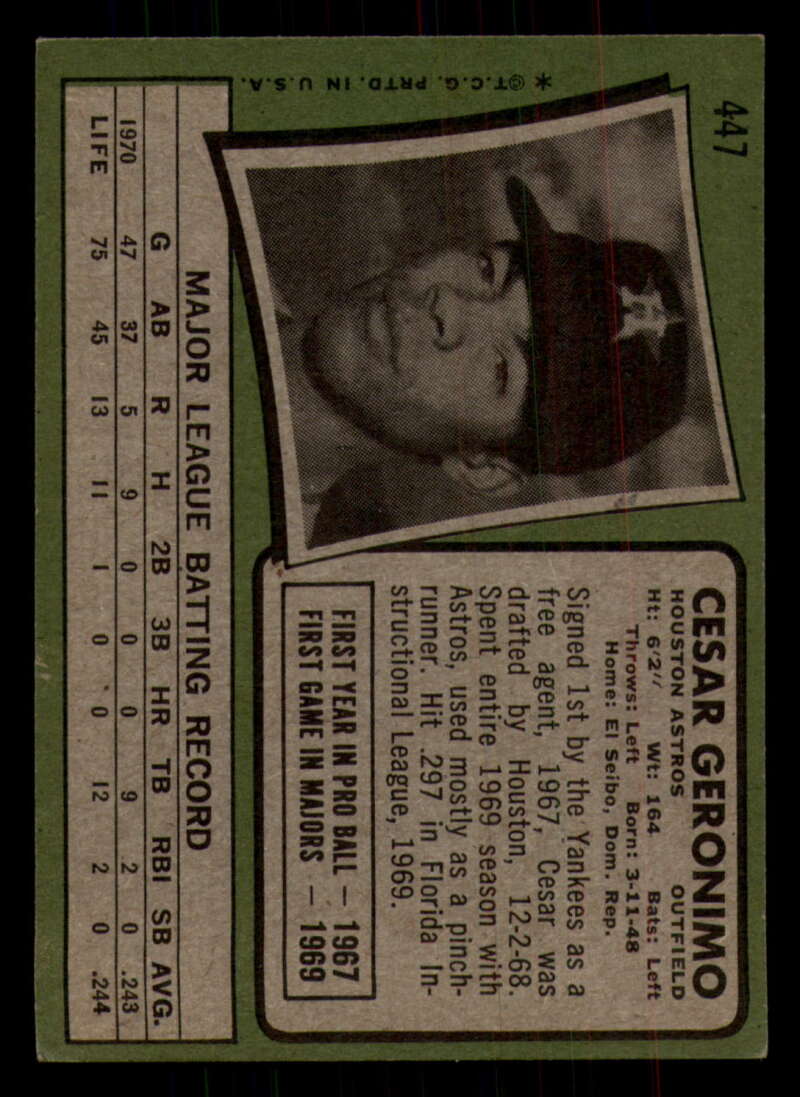 447
CESAR GERONIMO
HOUSTON ASTROS OUTFIELD
Ht: 6'2" Wt: 164 Bats: Left
Throws: Left Born: 3-11-48
Home: El Seibo, Dom. Rep.
Signed 1st by the Yankees as a
free agent, 1967, Cesar was
drafted by Houston, 12-2-68.
Spent entire 1969 season with
Astros, used mostly as a pinch-
runner. Hit .297 in Florida In-
structional League, 1969.
FIRST YEAR IN PRO BALL — 1967
FIRST GAME IN MAJORS — 1969
H
MAJOR LEAGUE BATTING RECORD
G AB R H 2B 3B HR TB RBI SB AVG.
1970 47 37 5 9 0 0 0 9 2 0 .243
LIFE 75 45 13 11 1 0 0 12 2 0 .244
* ©T.C.G. PRTD. IN U.S.A.